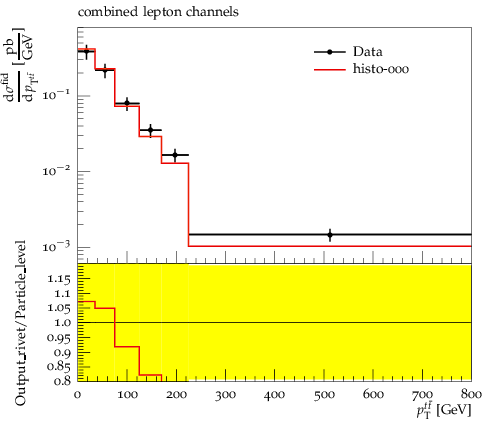 combined lepton channels
dσ^fid/dp_T^tt̄ [pb/GeV]
Data
histo-000
10⁻¹
10⁻²
10⁻³
Output_rivet/Particle_level
1.15
1.1
1.05
1.0
0.95
0.9
0.85
0.8
0 100 200 300 400 500 600 700 800
p_T^tt̄ [GeV]